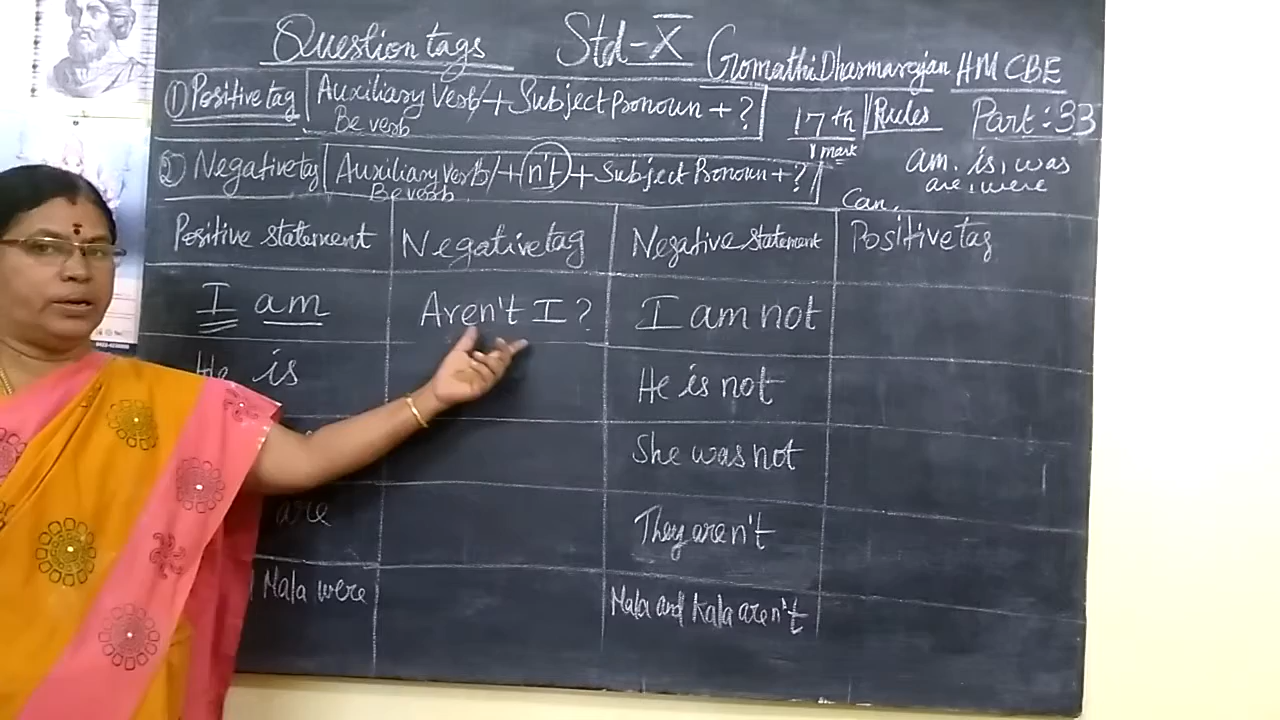 Question tags Std-X Gomathi Dharmarajan HM CBE
① Positive tag Auxiliary Verb/ + Subject Pronoun + ? 17th Rules Part: 33
Be verb 1 mark
② Negative tag Auxiliary Verb/ + n't + Subject Pronoun + ? am. is, was
Be verb are, were
Can,
Positive statement Negative tag Negative statement Positive tag
I am Aren't I? I am not
He is He is not
She was not
are They aren't
Mala were Mala and Kala aren't